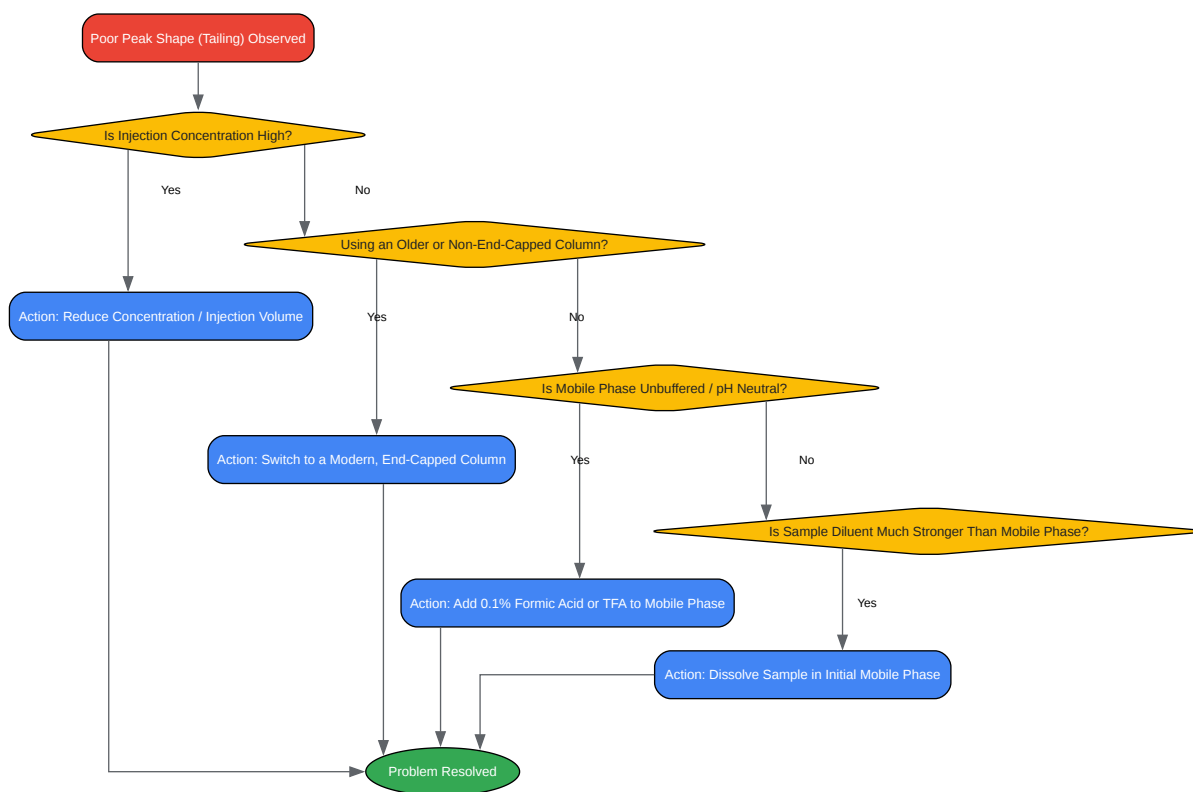 Poor Peak Shape (Tailing) Observed
Is Injection Concentration High?
Yes
No
Using an Older or Non-End-Capped Column?
Action: Reduce Concentration / Injection Volume
Yes
No
Is Mobile Phase Unbuffered / pH Neutral?
Action: Switch to a Modern, End-Capped Column
Yes
No
Is Sample Diluent Much Stronger Than Mobile Phase?
Action: Add 0.1% Formic Acid or TFA to Mobile Phase
Yes
Action: Dissolve Sample in Initial Mobile Phase
Problem Resolved